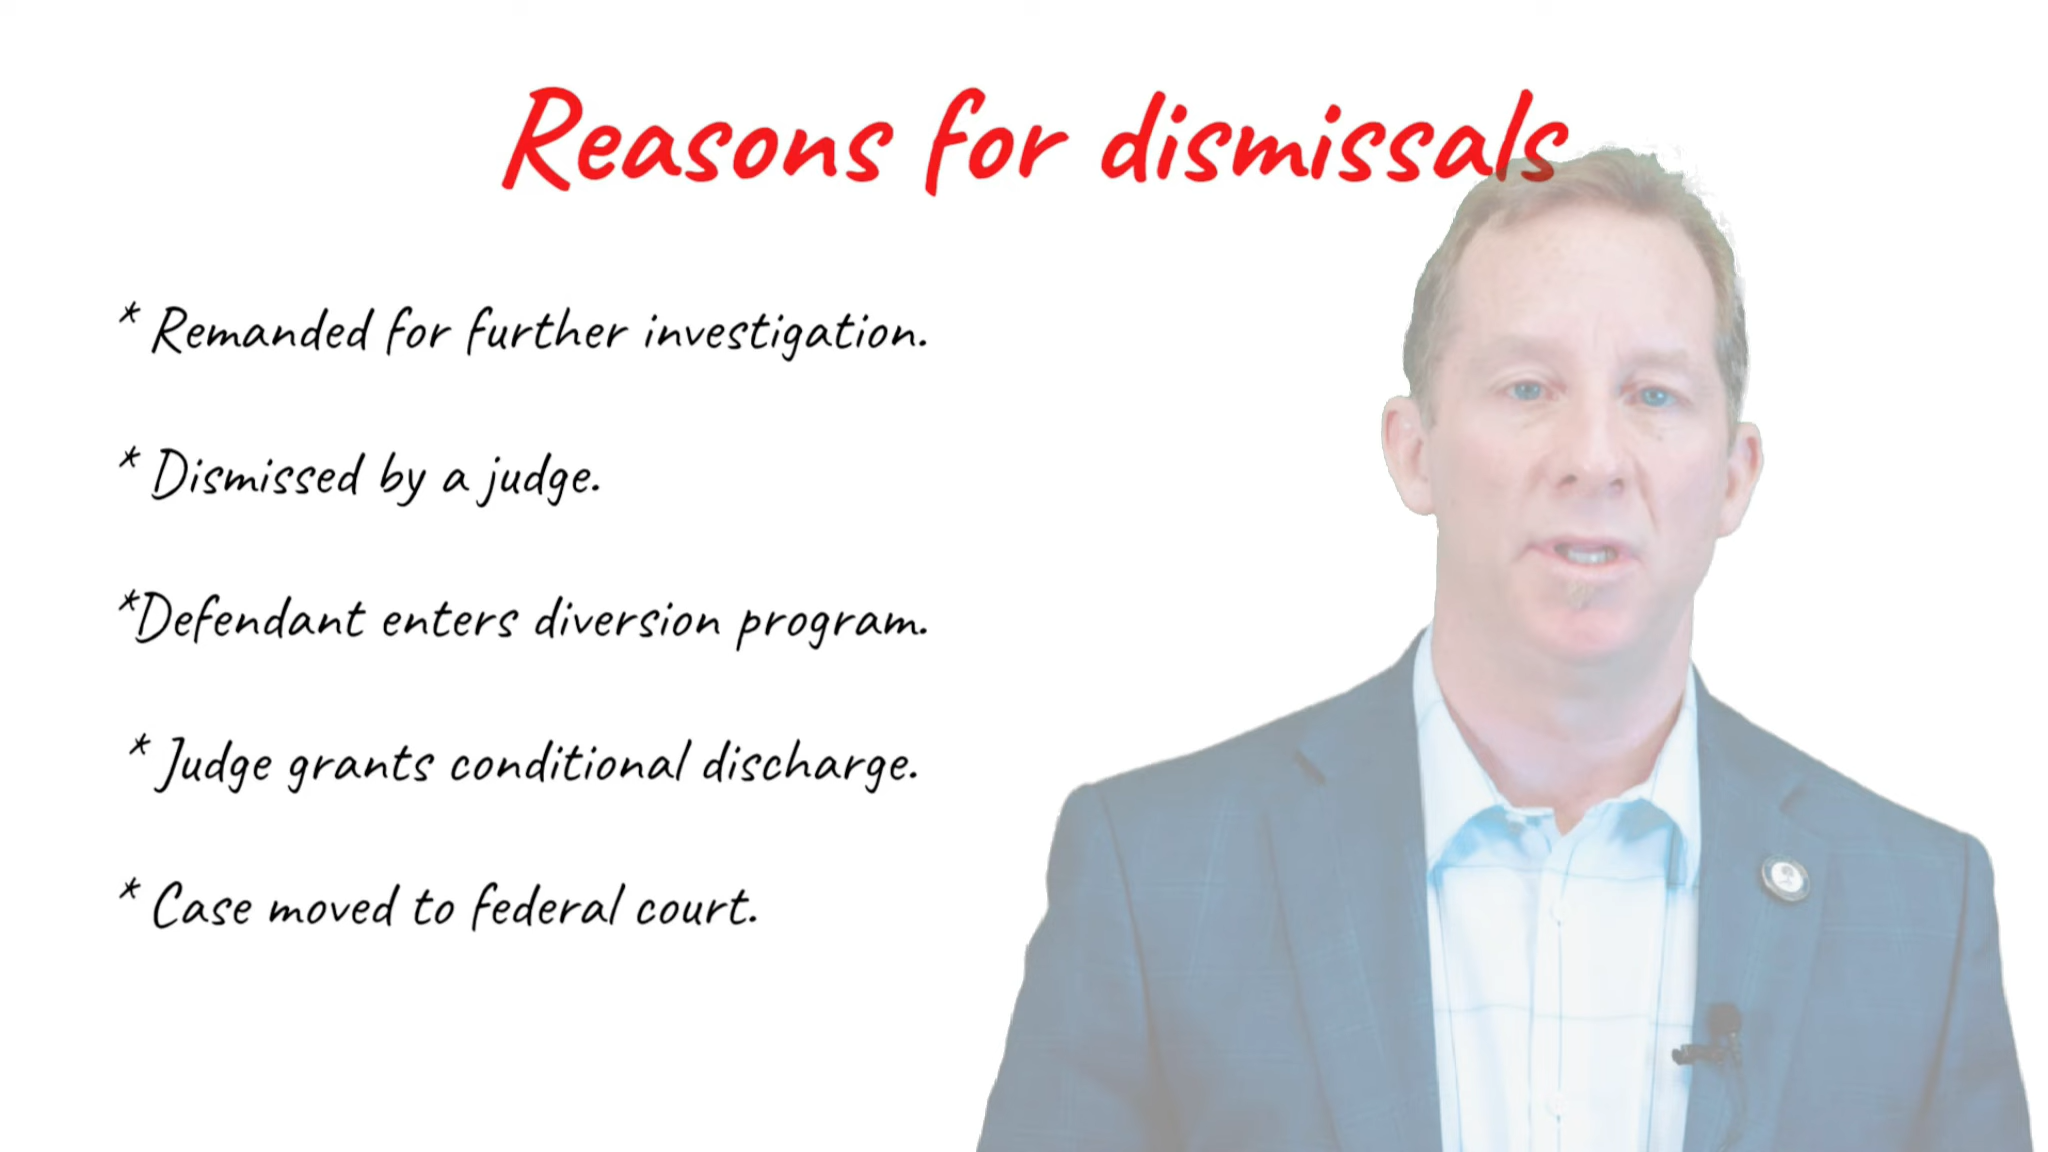 Reasons for dismissals
* Remanded for further investigation.
* Dismissed by a judge.
*Defendant enters diversion program.
* Judge grants conditional discharge.
* Case moved to federal court.